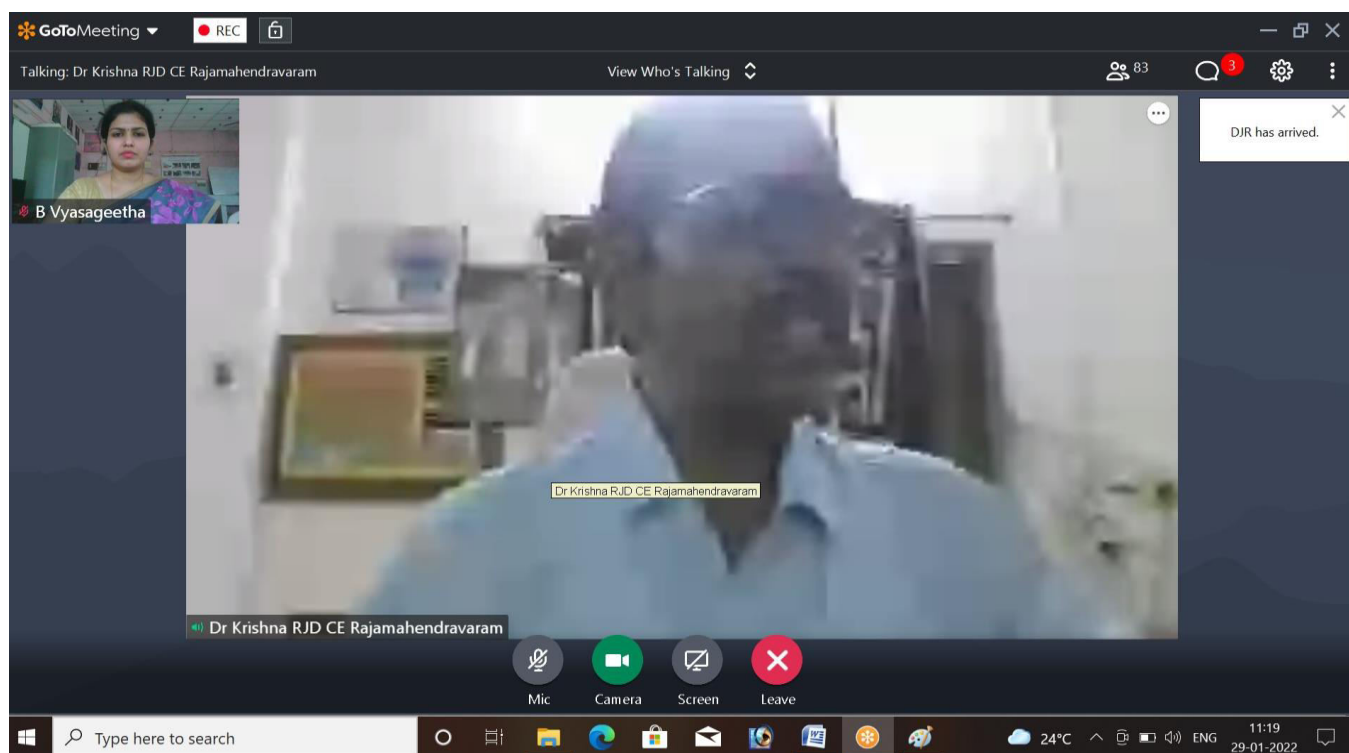 GoToMeeting
REC
Talking: Dr Krishna RJD CE Rajamahendravaram
View Who's Talking
83
3
DJR has arrived.
B Vyasageetha
Dr Krishna RJD CE Rajamahendravaram
Dr Krishna RJD CE Rajamahendravaram
Mic
Camera
Screen
Leave
Type here to search
24°C
ENG
11:19
29-01-2022